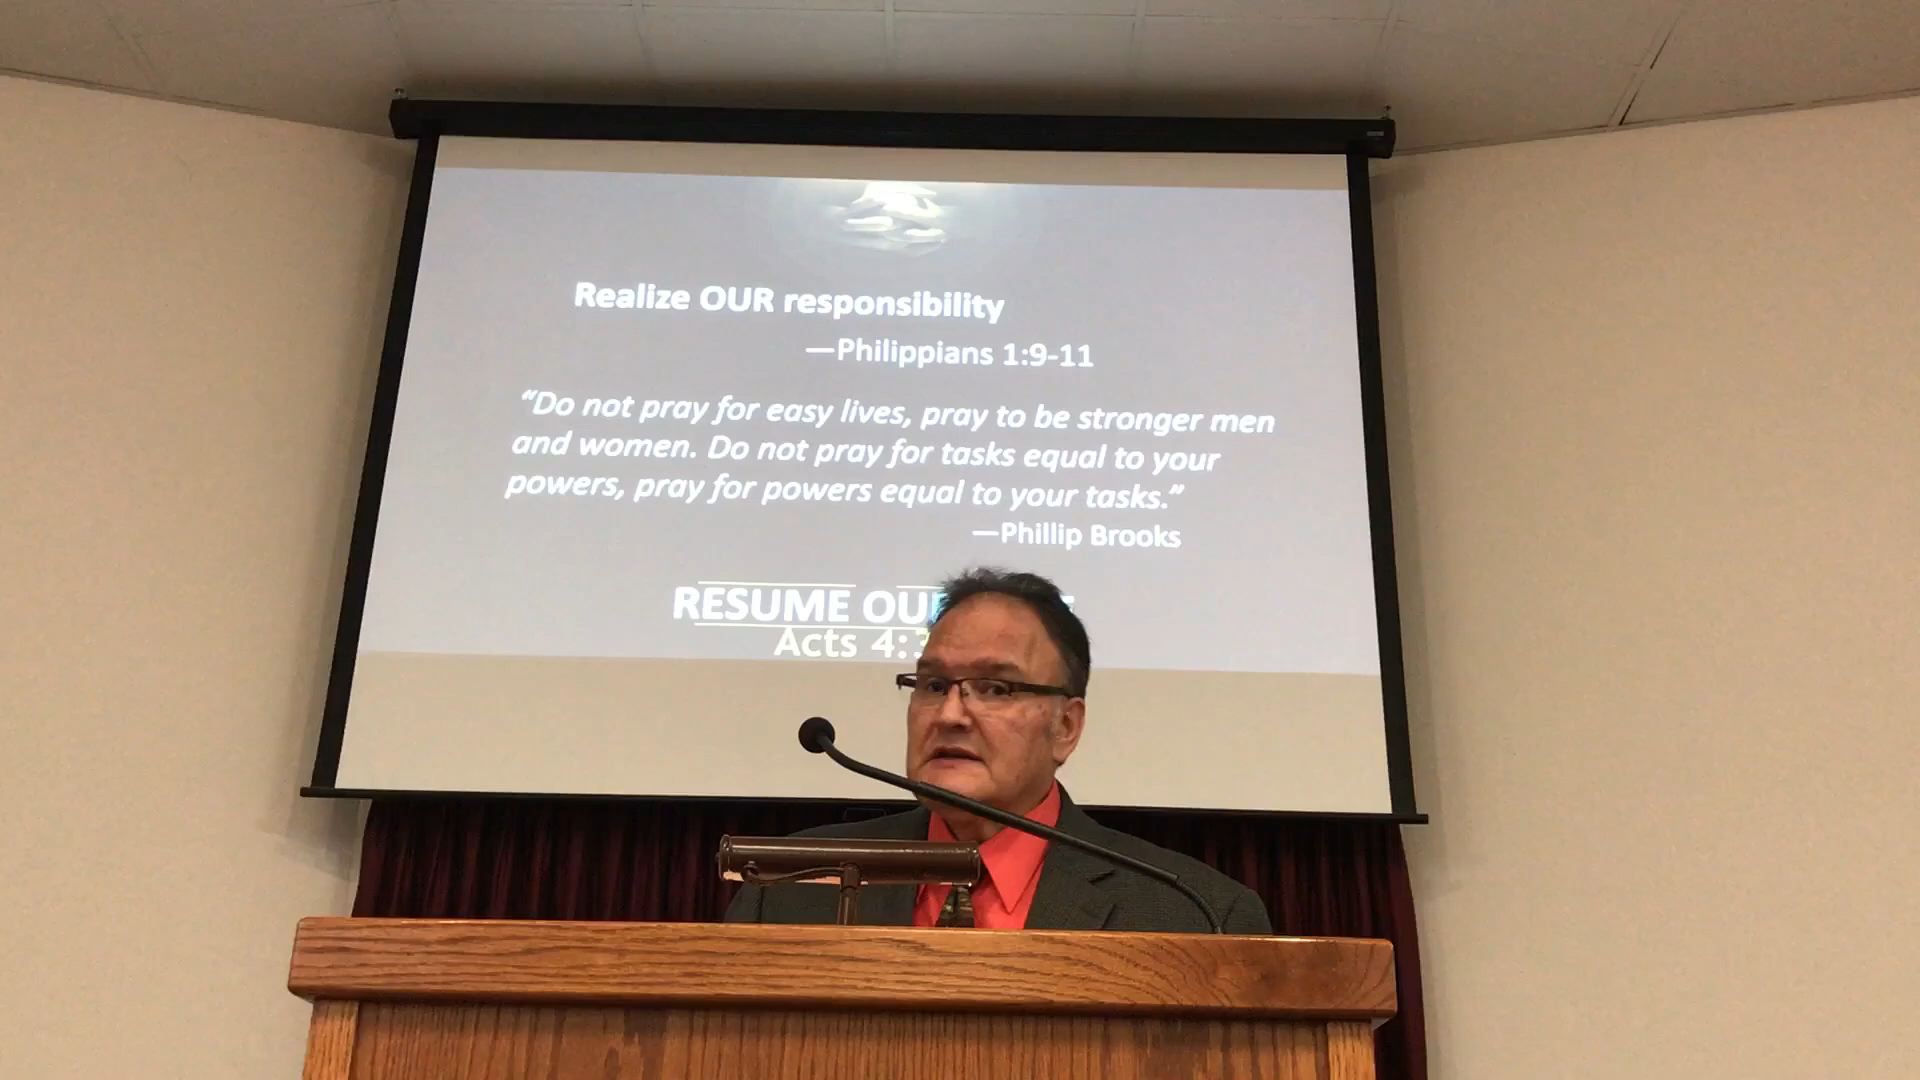 Realize OUR responsibility
—Philippians 1:9-11
“Do not pray for easy lives, pray to be stronger men
and women. Do not pray for tasks equal to your
powers, pray for powers equal to your tasks.”
—Phillip Brooks
RESUME
Acts